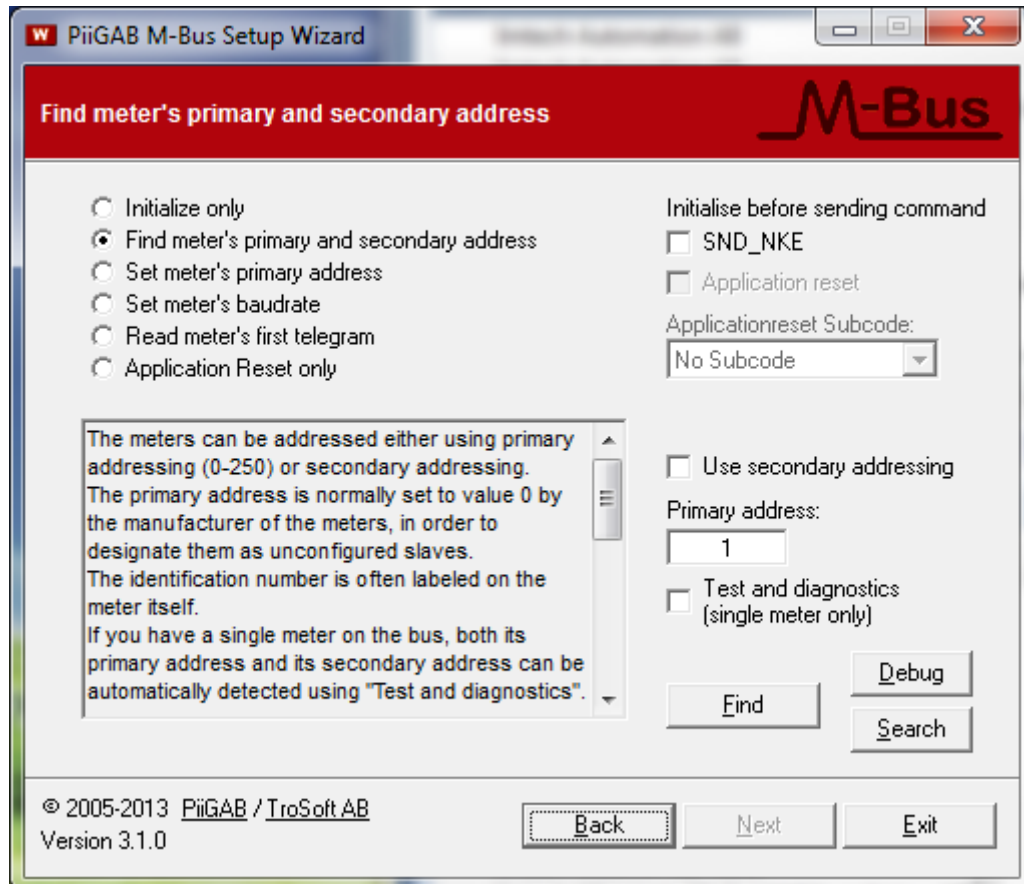 PiiGAB M-Bus Setup Wizard
Find meter's primary and secondary address
M-Bus
Initialize only
Find meter's primary and secondary address
Set meter's primary address
Set meter's baudrate
Read meter's first telegram
Application Reset only
Initialise before sending command
SND_NKE
Application reset
Applicationreset Subcode:
No Subcode
The meters can be addressed either using primary
addressing (0-250) or secondary addressing.
The primary address is normally set to value 0 by
the manufacturer of the meters, in order to
designate them as unconfigured slaves.
The identification number is often labeled on the
meter itself.
If you have a single meter on the bus, both its
primary address and its secondary address can be
automatically detected using "Test and diagnostics".
Use secondary addressing
Primary address:
1
Test and diagnostics
(single meter only)
Find
Debug
Search
© 2005-2013 PiiGAB / TroSoft AB
Version 3.1.0
Back
Next
Exit